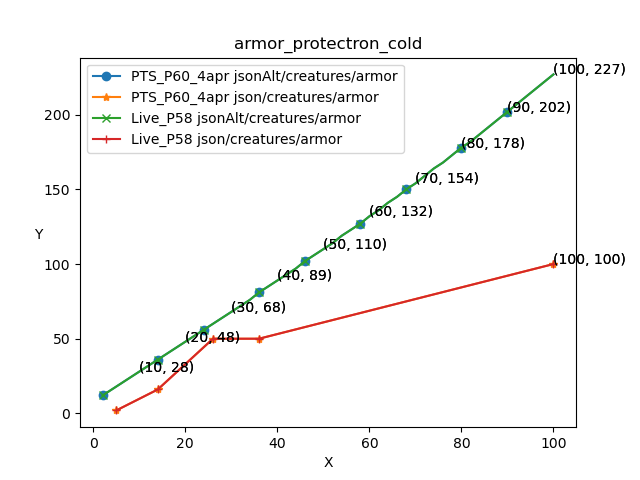 armor_protectron_cold
PTS_P60_4apr jsonAlt/creatures/armor
PTS_P60_4apr json/creatures/armor
Live_P58 jsonAlt/creatures/armor
Live_P58 json/creatures/armor
(100, 227)
(90, 202)
(80, 178)
(70, 154)
(60, 132)
(50, 110)
(40, 89)
(30, 68)
(20, 48)
(10, 28)
(100, 100)
Y
200
150
100
50
0
0 20 40 60 80 100
X